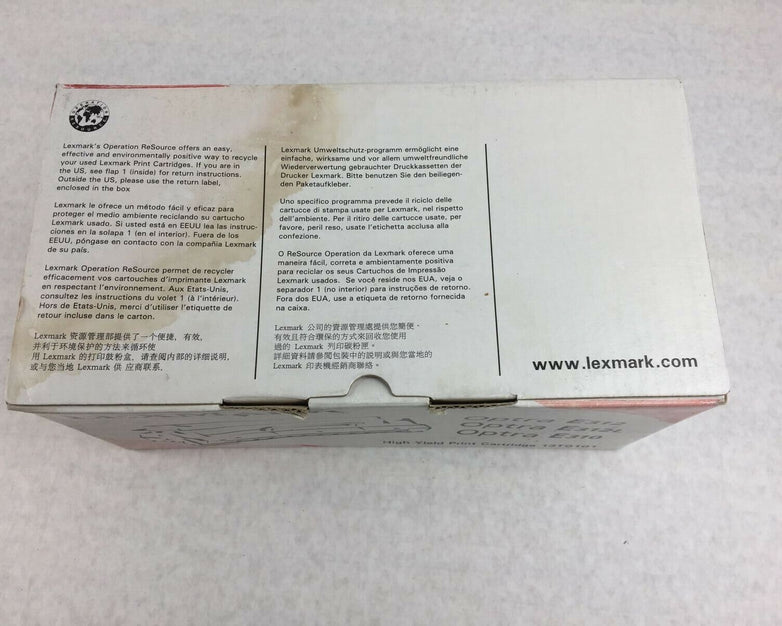 OPERATION
RESOURCE
Lexmark's Operation ReSource offers an easy,
effective and environmentally positive way to recycle
your used Lexmark Print Cartridges. If you are in
the US, see flap 1 (inside) for return instructions.
Outside the US, please use the return label,
enclosed in the box
Lexmark le ofrece un método fácil y eficaz para
proteger el medio ambiente reciclando su cartucho
Lexmark usado. Si usted está en EEUU lea las instruc-
ciones en la solapa 1 (en el interior). Fuera de los
EEUU, póngase en contacto con la compañia Lexmark
de su país.
Lexmark Operation ReSource permet de recycler
efficacement vos cartouches d'imprimante Lexmark
en respectant l'environnement. Aux Etats-Unis,
consultez les instructions du volet 1 (à l'intérieur).
Hors de Etats-Unis, merci d'utiliser l'etiquette de
retour incluse dans le carton.
Lexmark 资源管理部提供了一个便捷, 有效,
并利于环境保护的方法来循环使
用 Lexmark 的打印鼓粉盒, 请查阅内部的详细说明,
或与您当地 Lexmark 供 应商联系.
Lexmark Umweltschutz-programm ermöglicht eine
einfache, wirksame und vor allem umweltfreundliche
Wiederverwertung gebrauchter Druckkassetten der
Drucker Lexmark. Bitte benutzen Sie den beiliegen-
den Paketaufkleber.
Uno specifico programma prevede il riciclo delle
cartucce di stampa usate per Lexmark, nel rispetto
dell'ambiente. Per il ritiro delle cartucce usate, per
favore, peril reso, usate l'etichetta acclusa alla
confezione.
O ReSource Operation da Lexmark oferece uma
maneira fácil, correta e ambientalmente positiva
para reciclar os seus Cartuchos de Impressão
Lexmark usados. Se você reside nos EUA, veja o
separador 1 (no interior) para instruções de retorno.
Fora dos EUA, use a etiqueta de retorno fornecida
na caixa.
Lexmark 公司的資源管理處提供您簡便·
有效且符合環保的方式來回收您使用
過的 Lexmark 列印碳粉匣。
詳細資料請參閱包裝中的說明或與您當地的
Lexmark 印表機經銷商聯絡。
www.lexmark.com
Optra E312
Optra E310
High Yield Print Cartridge 13T0101